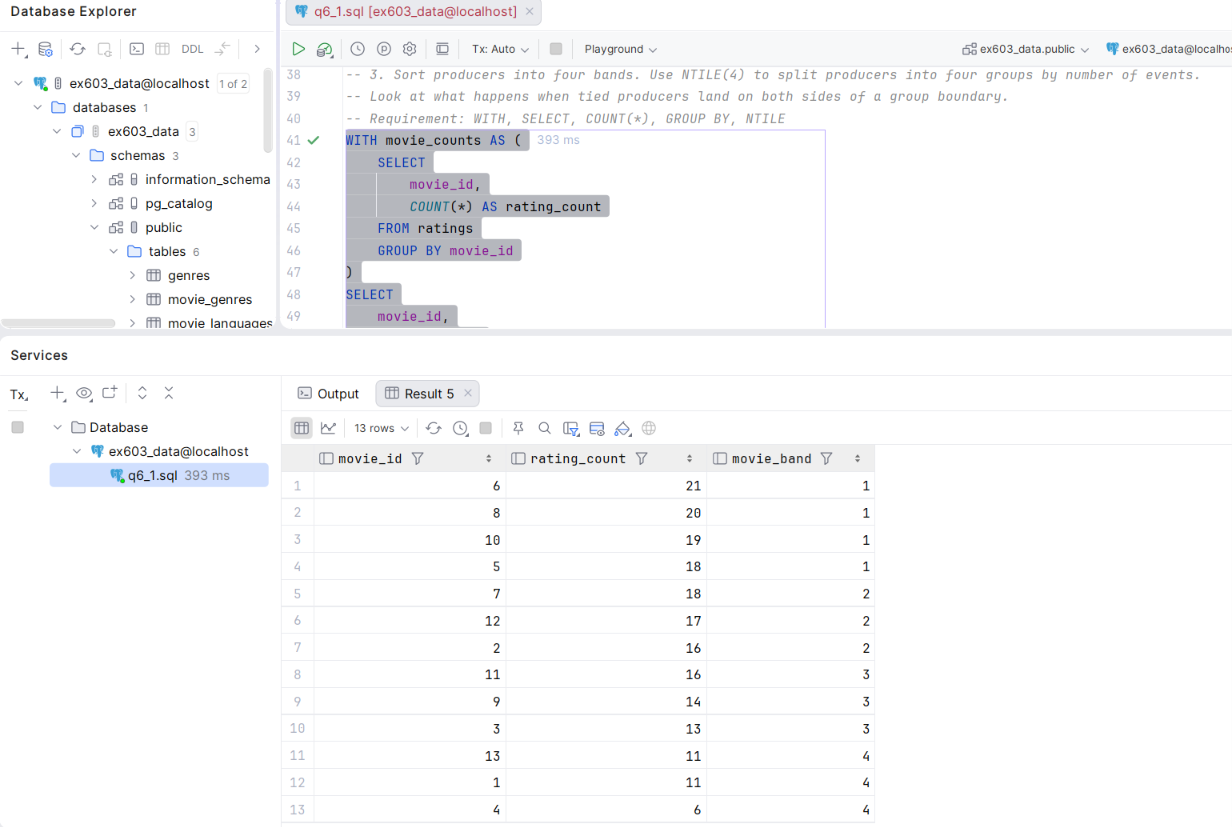 Database Explorer
q6_1.sql [ex603_data@localhost]
DDL
Tx: Auto
Playground
ex603_data.public
ex603_data@localhos
ex603_data@localhost 1 of 2
databases 1
ex603_data 3
schemas 3
information_schema
pg_catalog
public
tables 6
genres
movie_genres
movie_languages
38 -- 3. Sort producers into four bands. Use NTILE(4) to split producers into four groups by number of events.
39 -- Look at what happens when tied producers land on both sides of a group boundary.
40 -- Requirement: WITH, SELECT, COUNT(*), GROUP BY, NTILE
41 WITH movie_counts AS ( 393 ms
42 SELECT
43 movie_id,
44 COUNT(*) AS rating_count
45 FROM ratings
46 GROUP BY movie_id
47 )
48 SELECT
49 movie_id,
Services
Tx
Database
ex603_data@localhost
q6_1.sql 393 ms
Output
Result 5
13 rows
movie_id rating_count movie_band
1 6 21 1
2 8 20 1
3 10 19 1
4 5 18 1
5 7 18 2
6 12 17 2
7 2 16 2
8 11 16 3
9 9 14 3
10 3 13 3
11 13 11 4
12 1 11 4
13 4 6 4